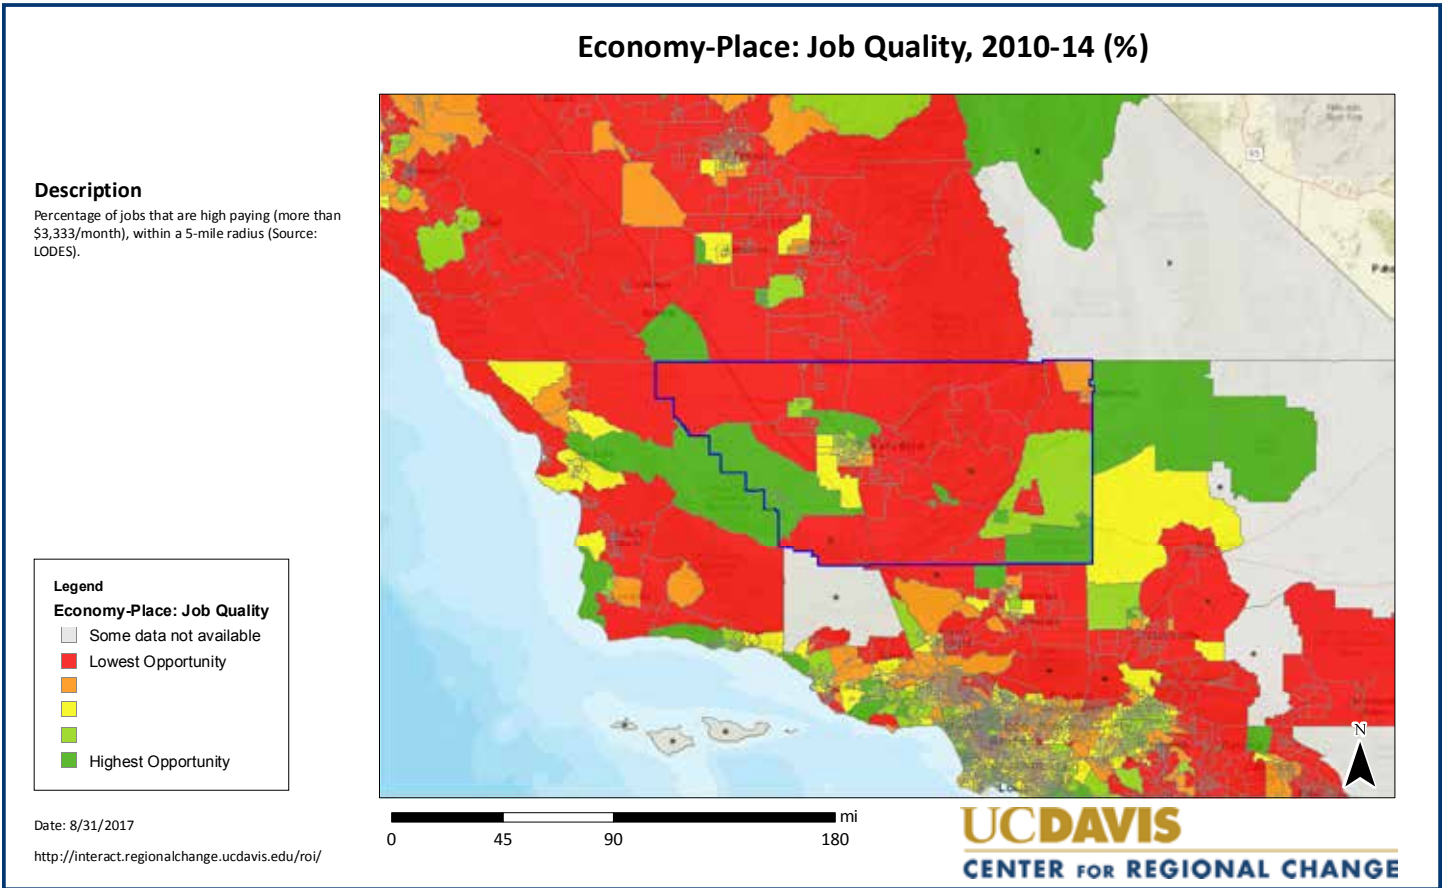 Economy-Place: Job Quality, 2010-14 (%)
Description
Percentage of jobs that are high paying (more than
$3,333/month), within a 5-mile radius (Source:
LODES).
95
Legend
Economy-Place: Job Quality
Some data not available
Lowest Opportunity
Highest Opportunity
N
Date: 8/31/2017
http://interact.regionalchange.ucdavis.edu/roi/
0
45
90
180
mi
UCDAVIS
CENTER FOR REGIONAL CHANGE